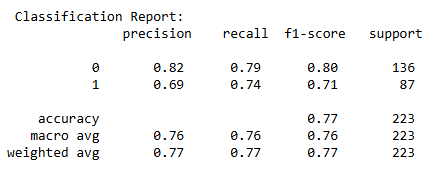 Classification Report:
precision recall f1-score support
0 0.82 0.79 0.80 136
1 0.69 0.74 0.71 87
accuracy 0.77 223
macro avg 0.76 0.76 0.76 223
weighted avg 0.77 0.77 0.77 223